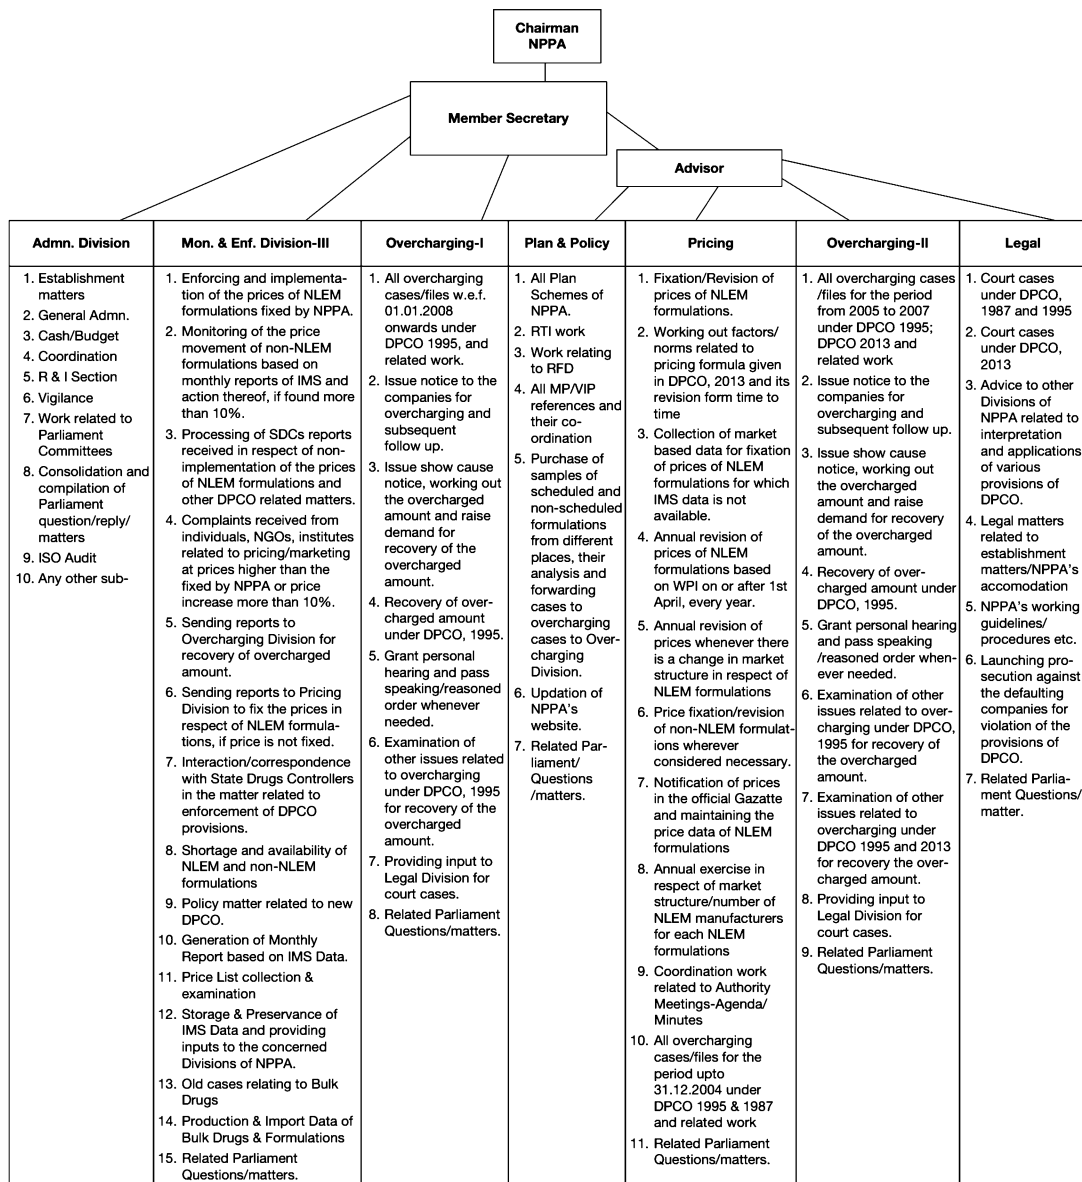 Chairman
NPPA
Member Secretary
Advisor
Admn. Division
1. Establishment
matters
2. General Admn.
3. Cash/Budget
4. Coordination
5. R & I Section
6. Vigilance
7. Work related to
Parliament
Committees
8. Consolidation and
compilation of
Parliament
question/reply/
matters
9. ISO Audit
10. Any other sub-
Mon. & Enf. Division-III
1. Enforcing and implementa-
tion of the prices of NLEM
formulations fixed by NPPA.
2. Monitoring of the price
movement of non-NLEM
formulations based on
monthly reports of IMS and
action thereof, if found more
than 10%.
3. Processing of SDCs reports
received in respect of non-
implementation of the prices
of NLEM formulations and
other DPCO related matters.
4. Complaints received from
individuals, NGOs, institutes
related to pricing/marketing
at prices higher than the
fixed by NPPA or price
increase more than 10%.
5. Sending reports to
Overcharging Division for
recovery of overcharged
amount.
6. Sending reports to Pricing
Division to fix the prices in
respect of NLEM formula-
tions, if price is not fixed.
7. Interaction/correspondence
with State Drugs Controllers
in the matter related to
enforcement of DPCO
provisions.
8. Shortage and availability of
NLEM and non-NLEM
formulations
9. Policy matter related to new
DPCO.
10. Generation of Monthly
Report based on IMS Data.
11. Price List collection &
examination
12. Storage & Preservance of
IMS Data and providing
inputs to the concerned
Divisions of NPPA.
13. Old cases relating to Bulk
Drugs
14. Production & Import Data of
Bulk Drugs & Formulations
15. Related Parliament
Questions/matters.
Overcharging-I
1. All overcharging
cases/files w.e.f.
01.01.2008
onwards under
DPCO 1995, and
related work.
2. Issue notice to the
companies for
overcharging and
subsequent
follow up.
3. Issue show cause
notice, working out
the overcharged
amount and raise
demand for
recovery of the
overcharged
amount.
4. Recovery of over-
charged amount
under DPCO, 1995.
5. Grant personal
hearing and pass
speaking/reasoned
order whenever
needed.
6. Examination of
other issues related
to overcharging
under DPCO, 1995
for recovery of the
overcharged
amount.
7. Providing input to
Legal Division for
court cases.
8. Related Parliament
Questions/matters.
Plan & Policy
1. All Plan
Schemes of
NPPA.
2. RTI work
3. Work relating
to RFD
4. All MP/VIP
references and
their co-
ordination
5. Purchase of
samples of
scheduled and
non-scheduled
formulations
from different
places, their
analysis and
forwarding
cases to
overcharging
cases to Over-
charging
Division.
6. Updation of
NPPA's
website.
7. Related Par-
liament/
Questions
/matters.
Pricing
1. Fixation/Revision of
prices of NLEM
formulations.
2. Working out factors/
norms related to
pricing formula given
in DPCO, 2013 and its
revision form time to
time
3. Collection of market
based data for fixation
of prices of NLEM
formulations for which
IMS data is not
available.
4. Annual revision of
prices of NLEM
formulations based
on WPI on or after 1st
April, every year.
5. Annual revision of
prices whenever there
is a change in market
structure in respect of
NLEM formulations
6. Price fixation/revision
of non-NLEM formulat-
ions wherever
considered necessary.
7. Notification of prices
in the official Gazatte
and maintaining the
price data of NLEM
formulations
8. Annual exercise in
respect of market
structure/number of
NLEM manufacturers
for each NLEM
formulations
9. Coordination work
related to Authority
Meetings-Agenda/
Minutes
10. All overcharging
cases/files for the
period upto
31.12.2004 under
DPCO 1995 & 1987
and related work
11. Related Parliament
Questions/matters.
Overcharging-II
1. All overcharging cases
/files for the period
from 2005 to 2007
under DPCO 1995;
DPCO 2013 and
related work
2. Issue notice to the
companies for
overcharging and
subsequent follow up.
3. Issue show cause
notice, working out
the overcharged
amount and raise
demand for recovery
of the overcharged
amount.
4. Recovery of over-
charged amount under
DPCO, 1995.
5. Grant personal hearing
and pass speaking
/reasoned order when-
ever needed.
6. Examination of other
issues related to over-
charging under DPCO,
1995 for recovery of
the overcharged
amount.
7. Examination of other
issues related to
overcharging under
DPCO 1995 and 2013
for recovery the over-
charged amount.
8. Providing input to
Legal Division for
court cases.
9. Related Parliament
Questions/matters.
Legal
1. Court cases
under DPCO,
1987 and 1995
2. Court cases
under DPCO,
2013
3. Advice to other
Divisions of
NPPA related to
interpretation
and applications
of various
provisions of
DPCO.
4. Legal matters
related to
establishment
matters/NPPA's
accomodation
5. NPPA's working
guidelines/
procedures etc.
6. Launching pro-
secution against
the defaulting
companies for
violation of the
provisions of
DPCO.
7. Related Parlia-
ment Questions/
matter.